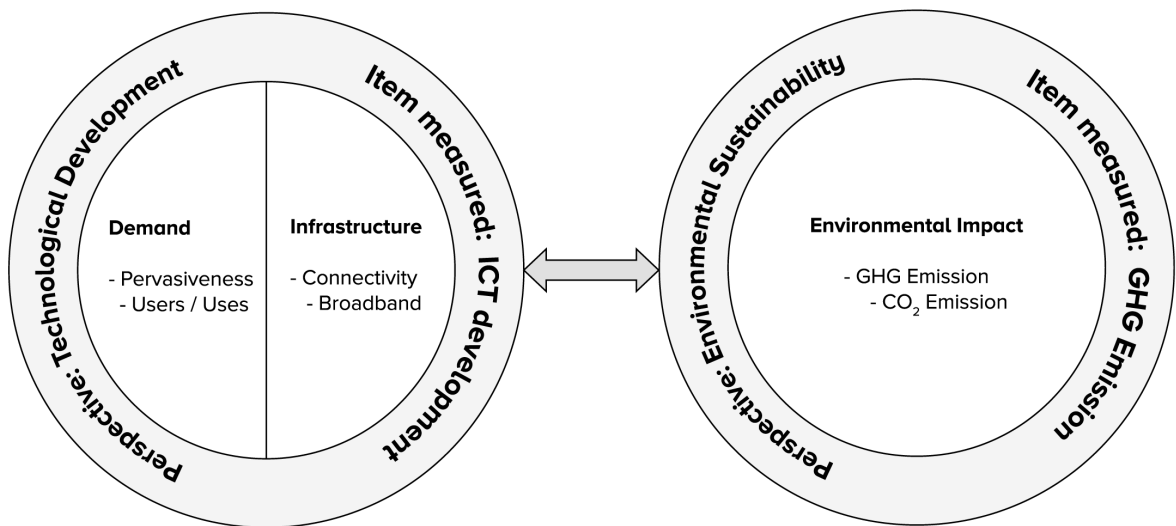 Perspective: Technological Development
Item measured: ICT development
Demand
- Pervasiveness
- Users / Uses
Infrastructure
- Connectivity
- Broadband
Perspective: Environmental Sustainability
Item measured: GHG Emission
Environmental Impact
- GHG Emission
- CO₂ Emission